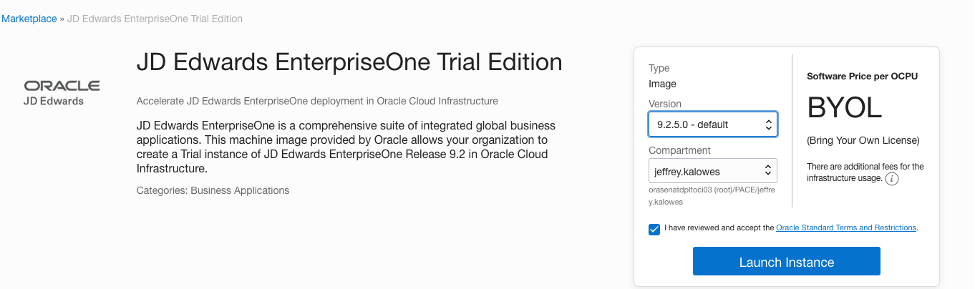 Marketplace » JD Edwards EnterpriseOne Trial Edition
ORACLE
JD Edwards
JD Edwards EnterpriseOne Trial Edition
Accelerate JD Edwards EnterpriseOne deployment in Oracle Cloud Infrastructure
JD Edwards EnterpriseOne is a comprehensive suite of integrated global business
applications. This machine image provided by Oracle allows your organization to
create a Trial instance of JD Edwards EnterpriseOne Release 9.2 in Oracle Cloud
Infrastructure.
Categories: Business Applications
Type
Image
Version
9.2.5.0 - default
Compartment
jeffrey.kalowes
orasenatdpltoci03 (root)/PACE/jeffre
y.kalowes
Software Price per OCPU
BYOL
(Bring Your Own License)
There are additional fees for the
infrastructure usage. i
I have reviewed and accept the Oracle Standard Terms and Restrictions.
Launch Instance